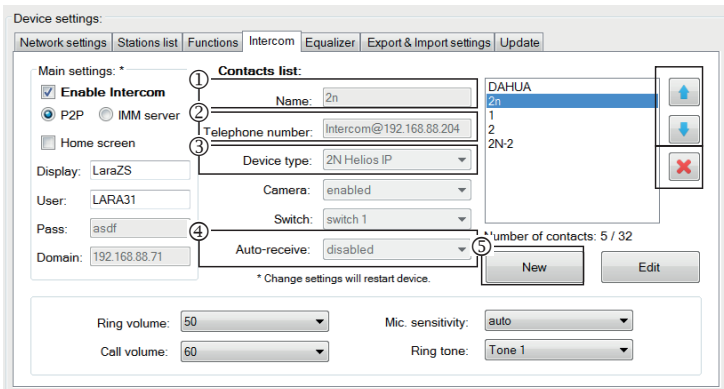 Device settings:
Network settings Stations list Functions Intercom Equalizer Export & Import settings Update
Main settings: *
Enable Intercom
P2P IMM server
Home screen
Display: LaraZS
User: LARA31
Pass: asdf
Domain: 192.168.88.71
Contacts list:
① Name: 2n
② Telephone number: Intercom@192.168.88.204
③ Device type: 2N Helios IP
Camera: enabled
Switch: switch 1
④ Auto-receive: disabled
* Change settings will restart device.
DAHUA
2n
1
2
2N-2
Number of contacts: 5 / 32
⑤ New Edit
Ring volume: 50 Mic. sensitivity: auto
Call volume: 60 Ring tone: Tone 1